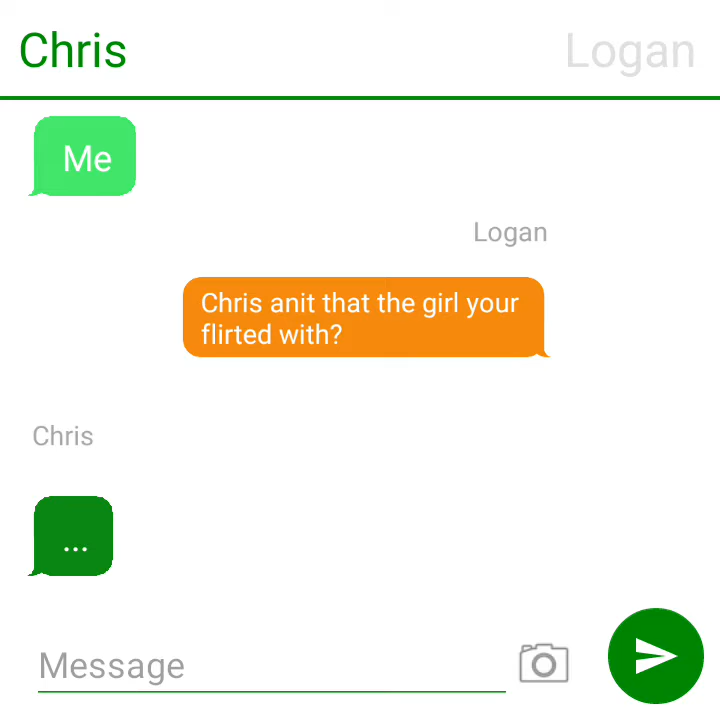 Chris Logan
Me
Logan
Chris anit that the girl your
flirted with?
Chris
...
Message